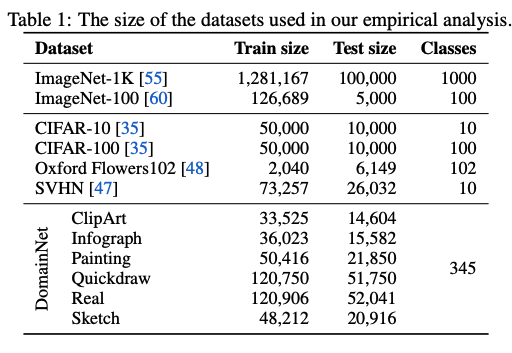 Table 1: The size of the datasets used in our empirical analysis.
Dataset Train size Test size Classes
ImageNet-1K [55] 1,281,167 100,000 1000
ImageNet-100 [60] 126,689 5,000 100
CIFAR-10 [35] 50,000 10,000 10
CIFAR-100 [35] 50,000 10,000 100
Oxford Flowers102 [48] 2,040 6,149 102
SVHN [47] 73,257 26,032 10
DomainNet
ClipArt 33,525 14,604
Infograph 36,023 15,582
Painting 50,416 21,850
345
Quickdraw 120,750 51,750
Real 120,906 52,041
Sketch 48,212 20,916